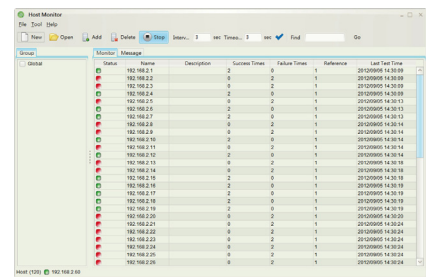 Host Monitor
File Tool Help
New Open Add Delete Stop Interv... 3 sec Timeo... 3 sec Find Go
Group Monitor Message
Global
Status Name Description Success Times Failure Times Reference Last Test Time
192.168.2.1 2 0 1 2012/09/05 14:30:09
192.168.2.2 0 2 1 2012/09/05 14:30:09
192.168.2.3 2 0 1 2012/09/05 14:30:09
192.168.2.4 2 0 1 2012/09/05 14:30:09
192.168.2.5 0 2 1 2012/09/05 14:30:13
192.168.2.6 0 2 1 2012/09/05 14:30:13
192.168.2.7 0 2 1 2012/09/05 14:30:13
192.168.2.8 0 2 1 2012/09/05 14:30:14
192.168.2.9 0 2 1 2012/09/05 14:30:14
192.168.2.10 2 0 1 2012/09/05 14:30:14
192.168.2.11 0 2 1 2012/09/05 14:30:14
192.168.2.12 2 0 1 2012/09/05 14:30:14
192.168.2.13 0 2 1 2012/09/05 14:30:18
192.168.2.14 0 2 1 2012/09/05 14:30:18
192.168.2.15 2 0 1 2012/09/05 14:30:18
192.168.2.16 2 0 1 2012/09/05 14:30:19
192.168.2.17 2 0 1 2012/09/05 14:30:19
192.168.2.18 2 0 1 2012/09/05 14:30:19
192.168.2.19 2 0 1 2012/09/05 14:30:19
192.168.2.20 0 2 1 2012/09/05 14:30:20
192.168.2.21 0 2 1 2012/09/05 14:30:24
192.168.2.22 0 2 1 2012/09/05 14:30:24
192.168.2.23 0 2 1 2012/09/05 14:30:24
192.168.2.24 0 2 1 2012/09/05 14:30:24
192.168.2.25 0 2 1 2012/09/05 14:30:24
192.168.2.26 0 2 1 2012/09/05 14:30:24
Host (120) 192.168.2.60